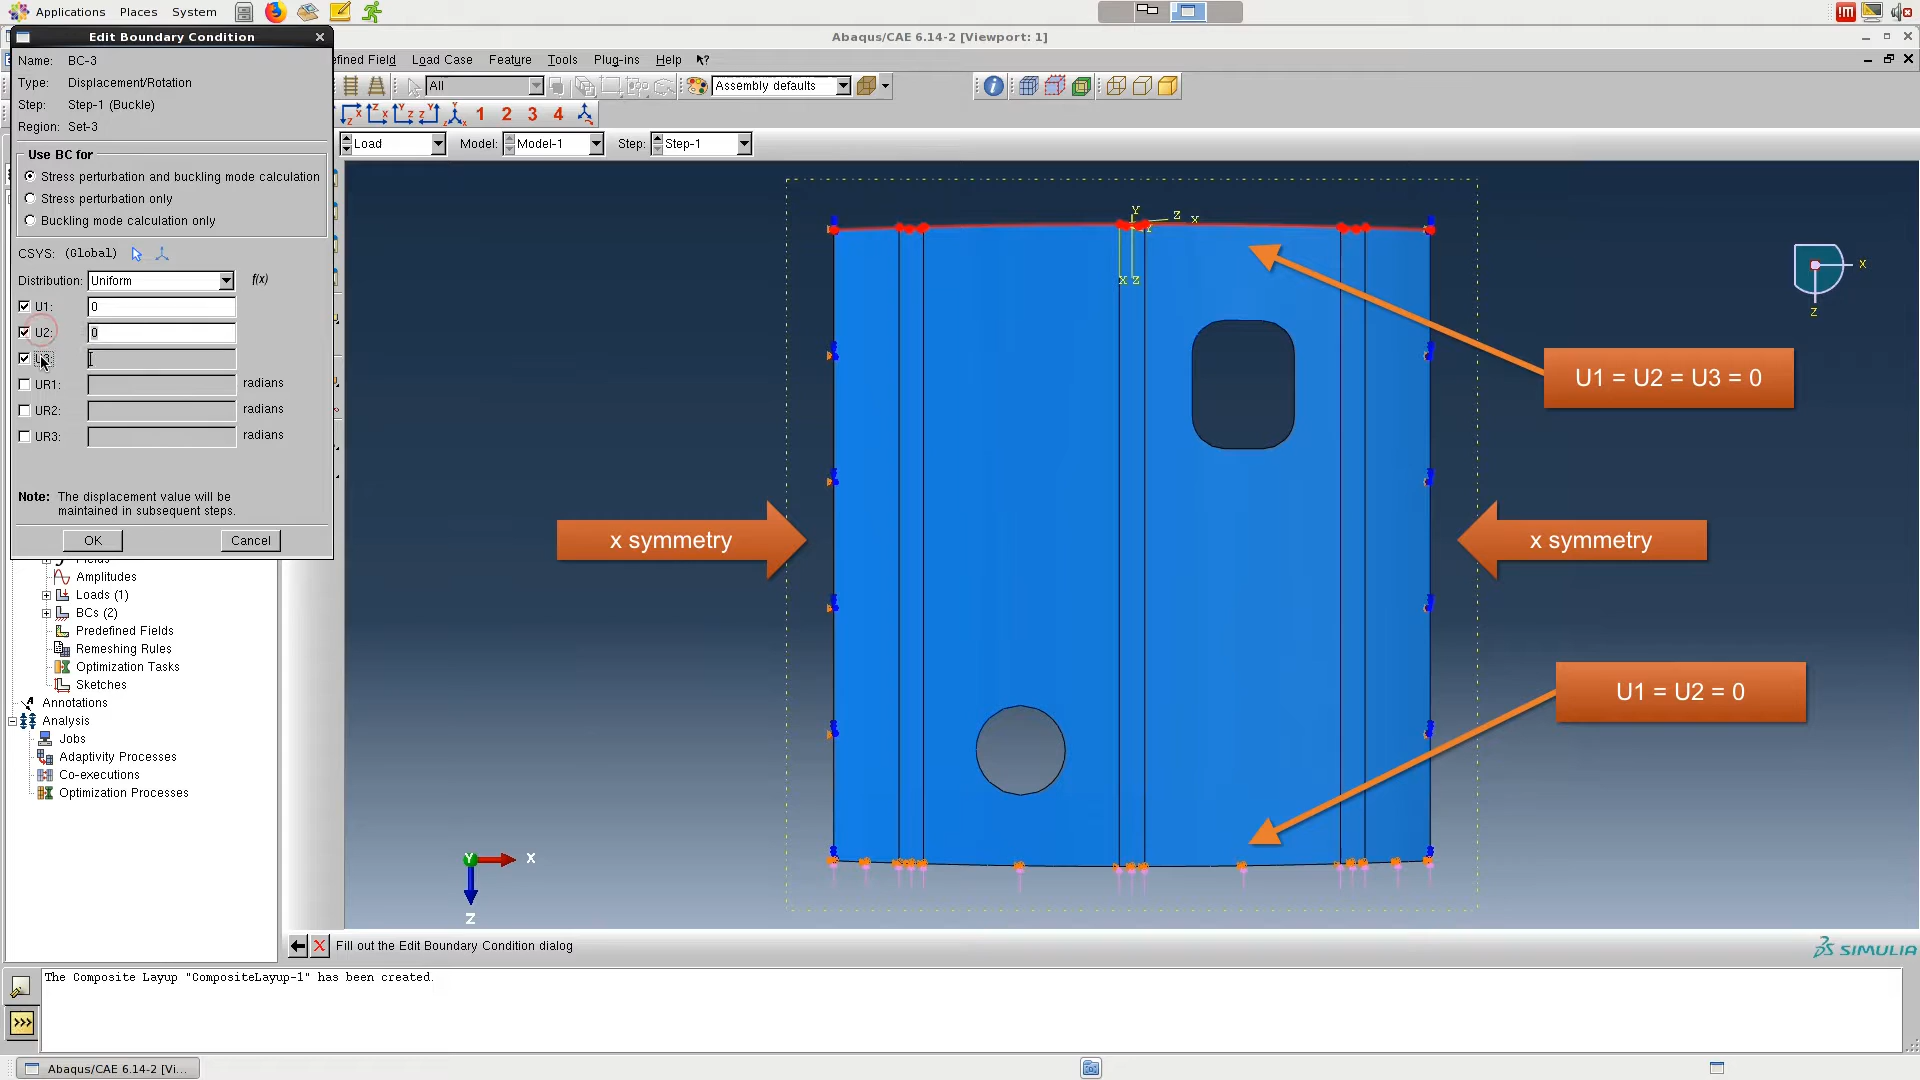 Applications Places System
Edit Boundary Condition
Abaqus/CAE 6.14-2 [Viewport: 1]
Name: BC-3
Type: Displacement/Rotation
Step: Step-1 (Buckle)
Region: Set-3
efined Field Load Case Feature Tools Plug-ins Help
All
Assembly defaults
1 2 3 4
Load Model: Model-1 Step: Step-1
Use BC for
Stress perturbation and buckling mode calculation
Stress perturbation only
Buckling mode calculation only
CSYS: (Global)
Distribution: Uniform f(x)
U1: 0
U2: 0
UR1: radians
UR2: radians
UR3: radians
Note: The displacement value will be
maintained in subsequent steps.
OK Cancel
Fields
Amplitudes
Loads (1)
BCs (2)
Predefined Fields
Remeshing Rules
Optimization Tasks
Sketches
Annotations
Analysis
Jobs
Adaptivity Processes
Co-executions
Optimization Processes
Y
Z
X
Y
X Z
X
Z
U1 = U2 = U3 = 0
x symmetry
x symmetry
U1 = U2 = 0
Y X
Z
Fill out the Edit Boundary Condition dialog
SIMULIA
The Composite Layup "CompositeLayup-1" has been created.
>>>
Abaqus/CAE 6.14-2 [Vi...